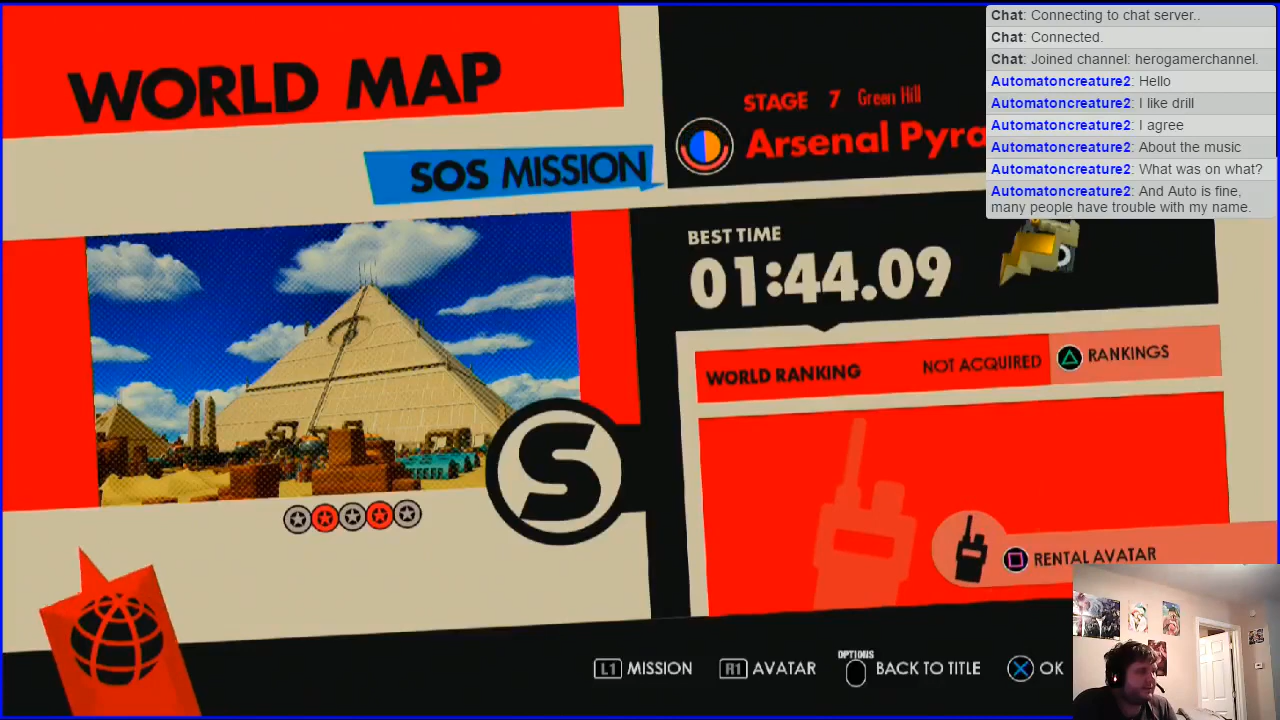 WORLD MAP
SOS MISSION
STAGE 7 Green Hill
Arsenal Pyra
BEST TIME
01:44.09
WORLD RANKING NOT ACQUIRED RANKINGS
S
RENTAL AVATAR
L1 MISSION R1 AVATAR OPTIONS BACK TO TITLE OK
Chat: Connecting to chat server..
Chat: Connected.
Chat: Joined channel: herogamerchannel.
Automatoncreature2: Hello
Automatoncreature2: I like drill
Automatoncreature2: I agree
Automatoncreature2: About the music
Automatoncreature2: What was on what?
Automatoncreature2: And Auto is fine,
many people have trouble with my name.